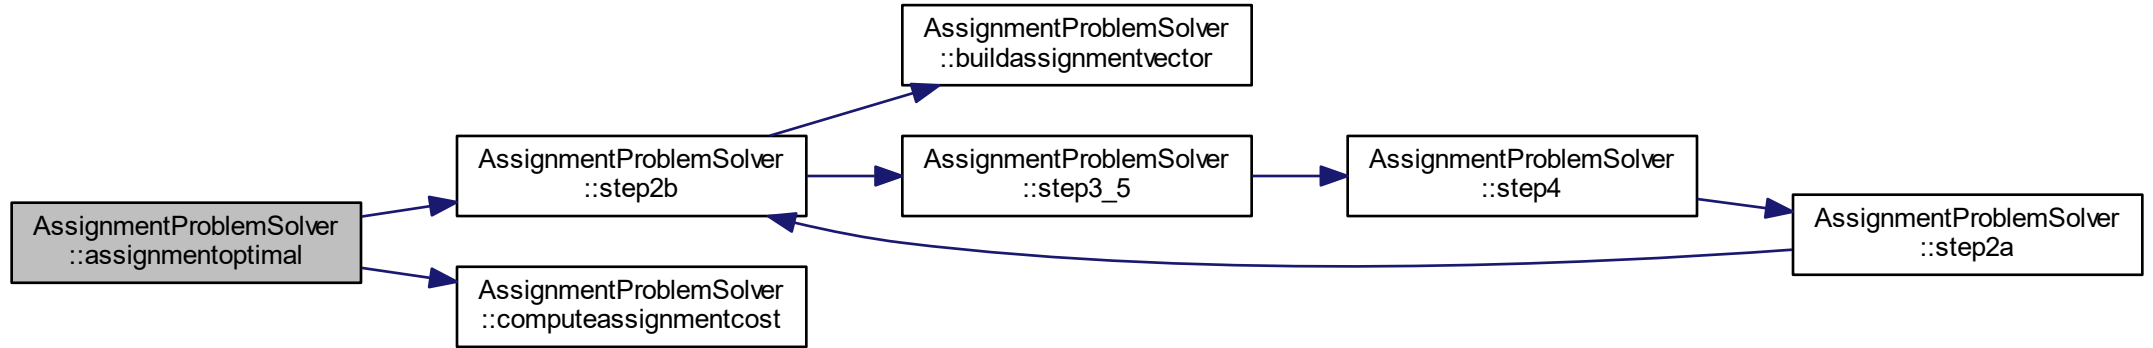 AssignmentProblemSolver
::assignmentoptimal
AssignmentProblemSolver
::step2b
AssignmentProblemSolver
::computeassignmentcost
AssignmentProblemSolver
::buildassignmentvector
AssignmentProblemSolver
::step3_5
AssignmentProblemSolver
::step4
AssignmentProblemSolver
::step2a